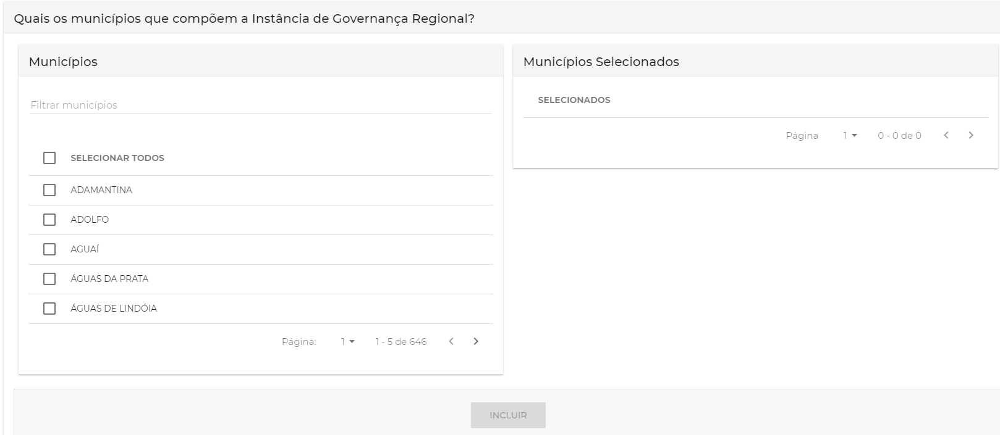 Quais os municípios que compõem a Instância de Governança Regional?
Municípios
Filtrar municípios
SELECIONAR TODOS
ADAMANTINA
ADOLFO
AGUAÍ
ÁGUAS DA PRATA
ÁGUAS DE LINDÓIA
Página: 1 1 - 5 de 646
Municípios Selecionados
SELECIONADOS
Página 1 0 - 0 de 0
INCLUIR